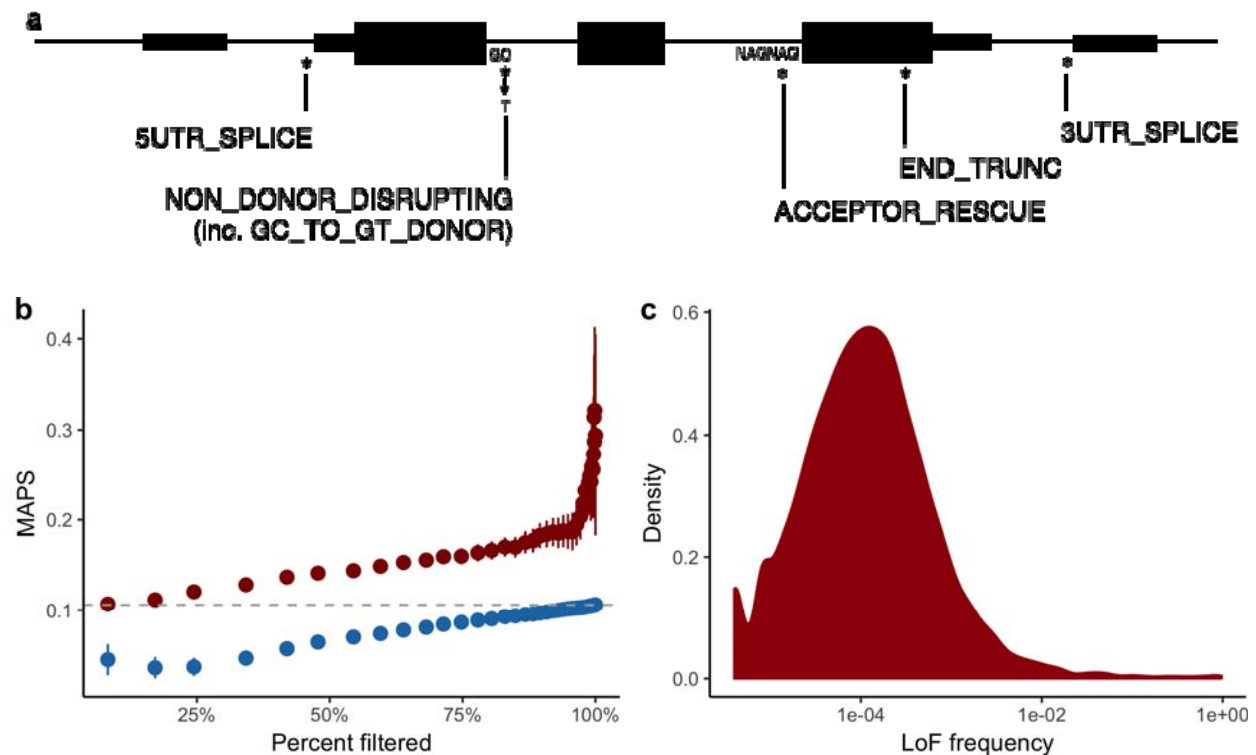 a
GC
NAGNAG
*
*
*
*
*
T
5UTR_SPLICE
3UTR_SPLICE
END_TRUNC
NON_DONOR_DISRUPTING
ACCEPTOR_RESCUE
(inc. GC_TO_GT_DONOR)
b
c
0.4
0.3
0.2
0.1
MAPS
25%
50%
75%
100%
Percent filtered
0.6
0.4
0.2
0.0
Density
1e-04
1e-02
1e+00
LoF frequency